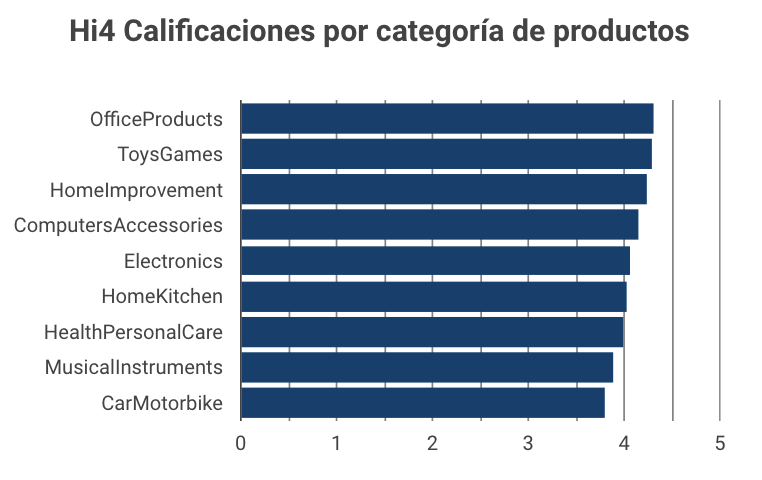 Hi4 Calificaciones por categoría de productos
OfficeProducts
ToysGames
HomeImprovement
ComputersAccessories
Electronics
HomeKitchen
HealthPersonalCare
MusicalInstruments
CarMotorbike
0 1 2 3 4 5